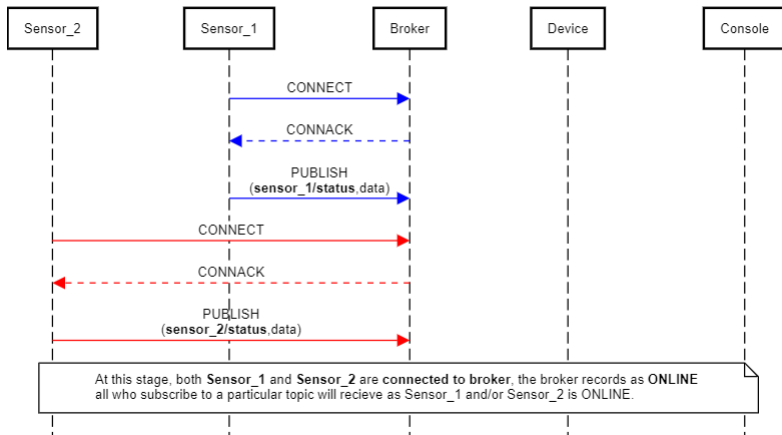 Sensor_2
Sensor_1
Broker
Device
Console
CONNECT
CONNACK
PUBLISH
(sensor_1/status,data)
CONNECT
CONNACK
PUBLISH
(sensor_2/status,data)
At this stage, both Sensor_1 and Sensor_2 are connected to broker, the broker records as ONLINE
all who subscribe to a particular topic will recieve as Sensor_1 and/or Sensor_2 is ONLINE.